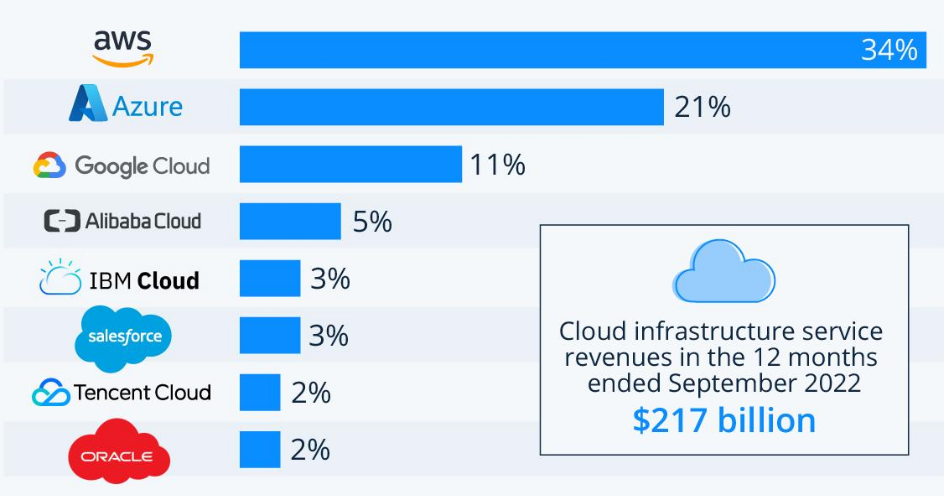 aws
34%
Azure
21%
Google Cloud
11%
Alibaba Cloud
5%
IBM Cloud
3%
salesforce
3%
Tencent Cloud
2%
ORACLE
2%
Cloud infrastructure service
revenues in the 12 months
ended September 2022
$217 billion